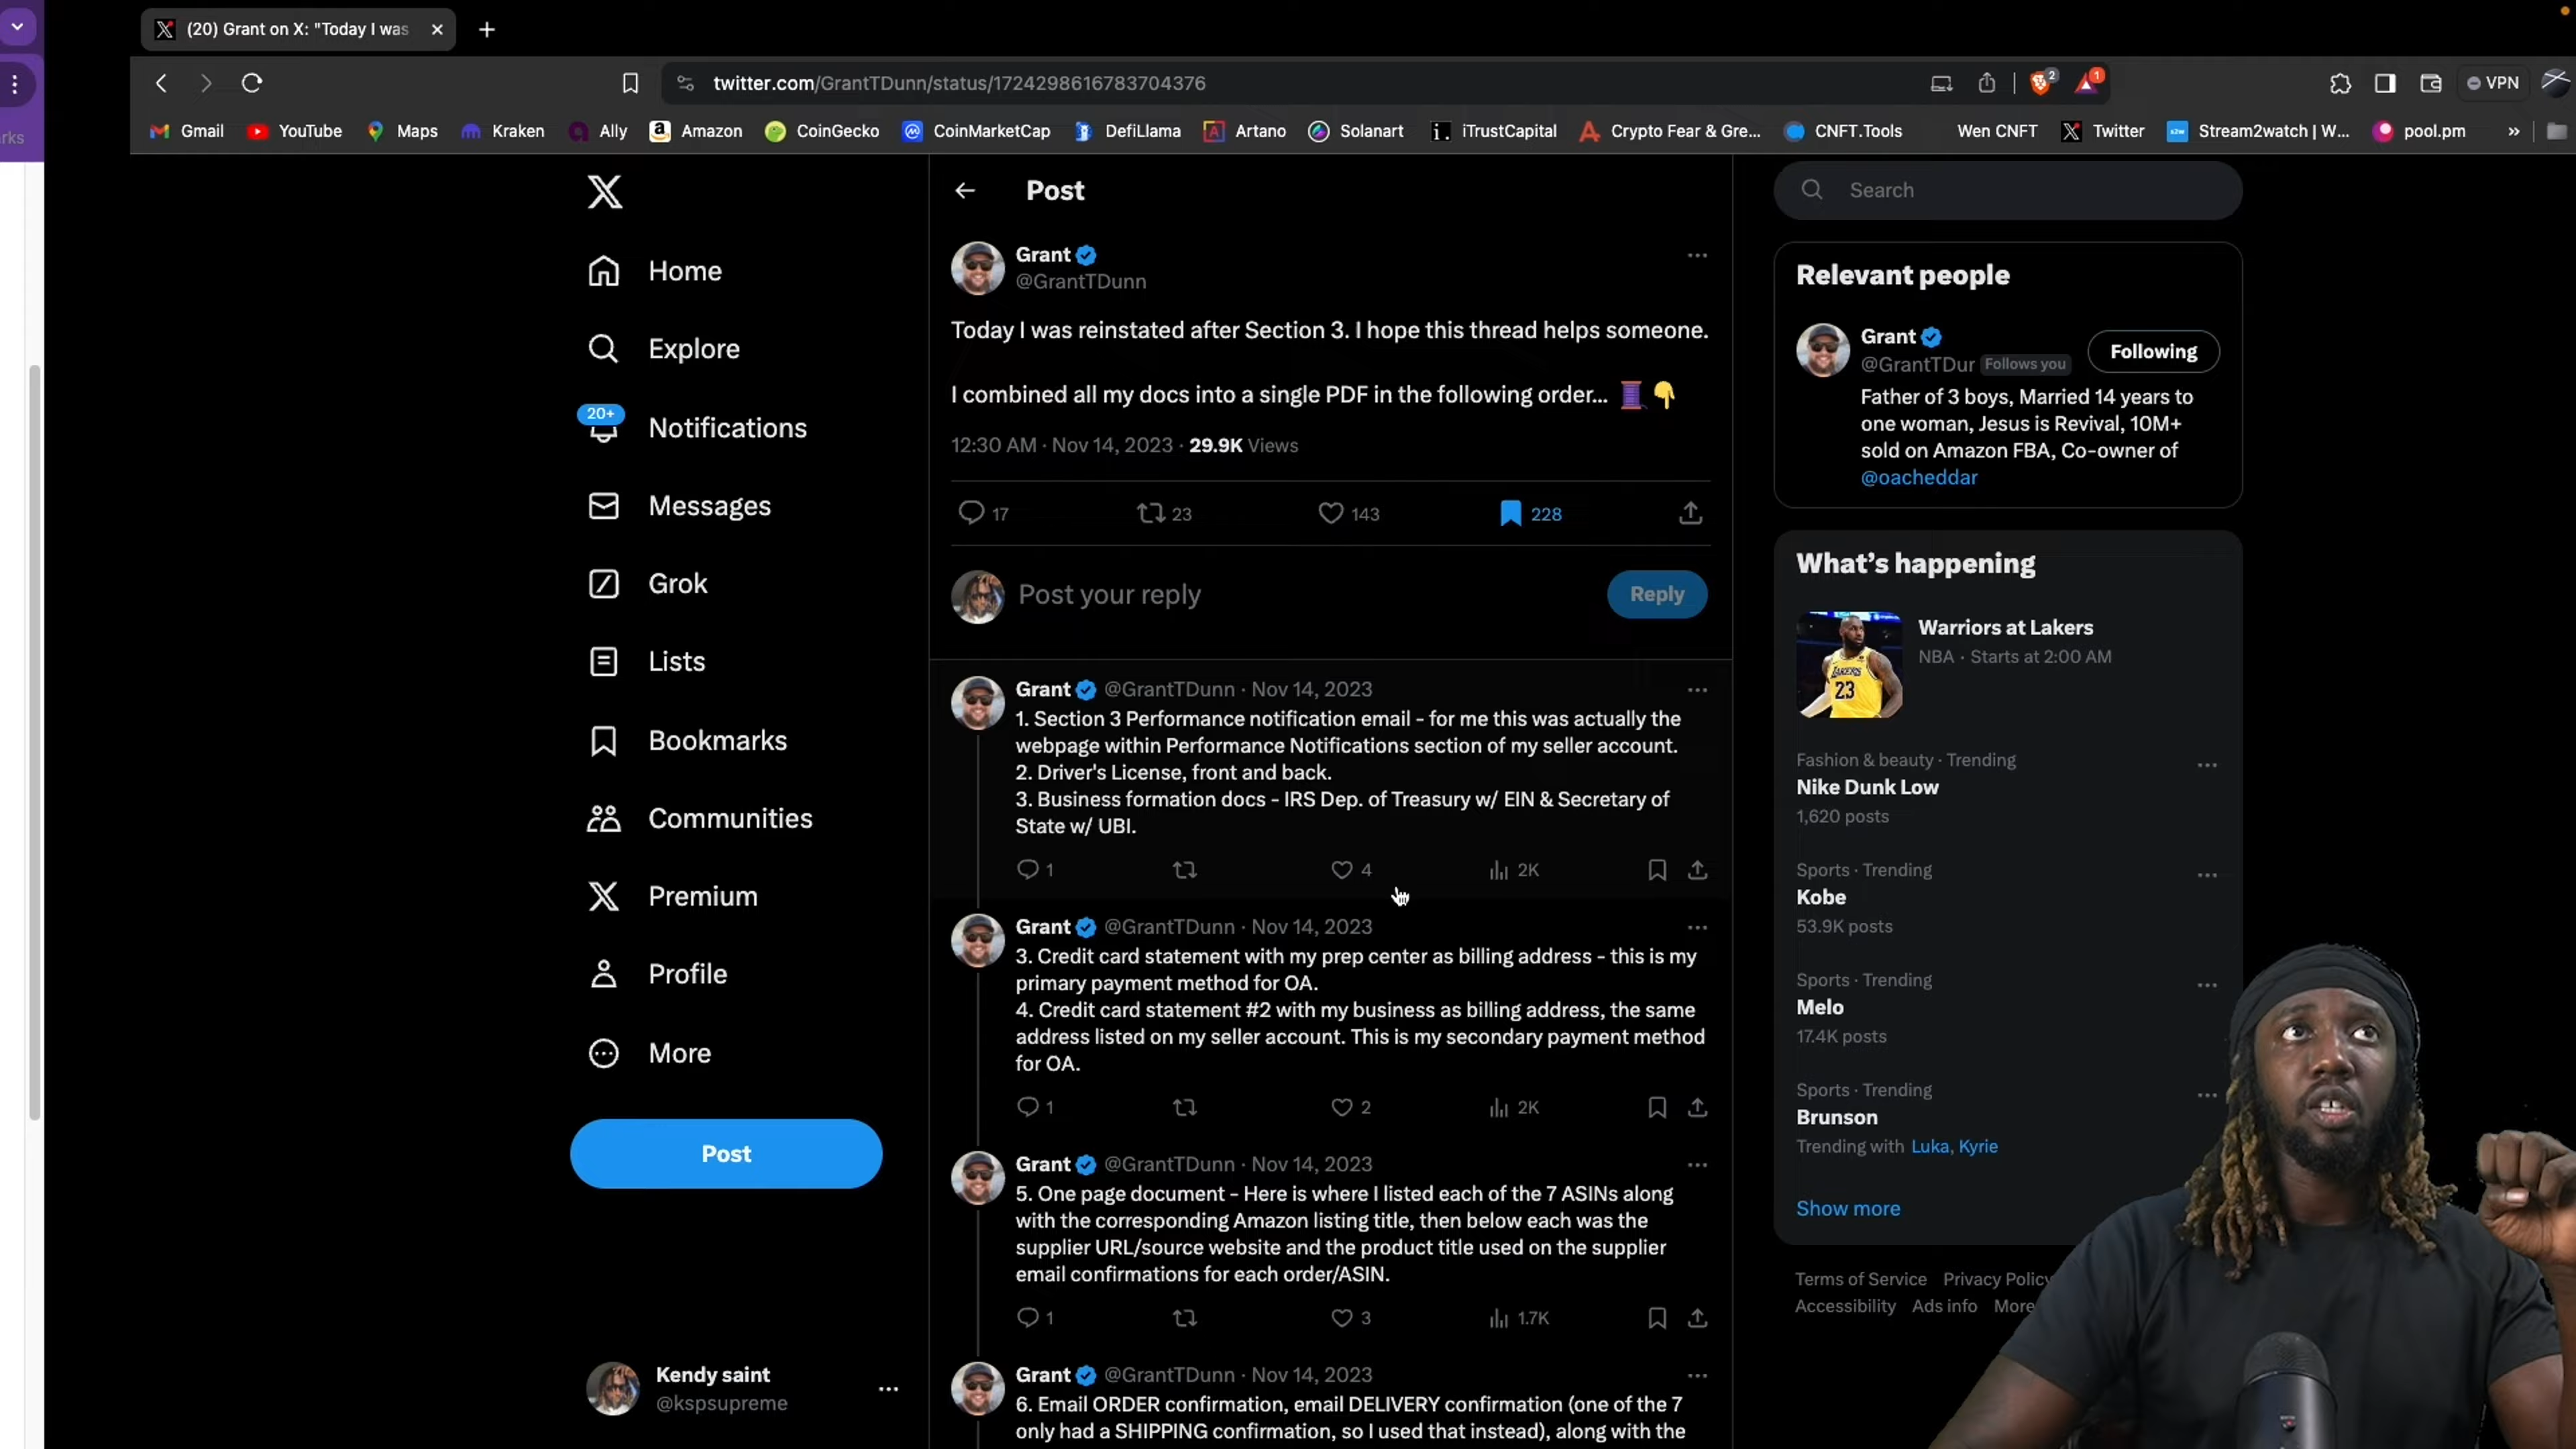 (20) Grant on X: "Today I was
twitter.com/GrantTDunn/status/1724298616783704376
2
1
VPN
rks
Gmail
YouTube
Maps
Kraken
Ally
Amazon
CoinGecko
CoinMarketCap
DefiLlama
Artano
Solanart
iTrustCapital
Crypto Fear & Gre...
CNFT.Tools
Wen CNFT
Twitter
Stream2watch | W...
pool.pm
»
Home
Explore
20+
Notifications
Messages
Grok
Lists
Bookmarks
Communities
Premium
Profile
More
Post
Kendy saint
@kspsupreme
Post
Grant
@GrantTDunn
Today I was reinstated after Section 3. I hope this thread helps someone.
I combined all my docs into a single PDF in the following order... 🧵👇
12:30 AM · Nov 14, 2023 · 29.9K Views
17 23 143 228
Post your reply
Reply
Grant @GrantTDunn · Nov 14, 2023
1. Section 3 Performance notification email - for me this was actually the
webpage within Performance Notifications section of my seller account.
2. Driver's License, front and back.
3. Business formation docs - IRS Dep. of Treasury w/ EIN & Secretary of
State w/ UBI.
1 4 2K
Grant @GrantTDunn · Nov 14, 2023
3. Credit card statement with my prep center as billing address - this is my
primary payment method for OA.
4. Credit card statement #2 with my business as billing address, the same
address listed on my seller account. This is my secondary payment method
for OA.
1 2 2K
Grant @GrantTDunn · Nov 14, 2023
5. One page document - Here is where I listed each of the 7 ASINs along
with the corresponding Amazon listing title, then below each was the
supplier URL/source website and the product title used on the supplier
email confirmations for each order/ASIN.
1 3 1.7K
Grant @GrantTDunn · Nov 14, 2023
6. Email ORDER confirmation, email DELIVERY confirmation (one of the 7
only had a SHIPPING confirmation, so I used that instead), along with the
Search
Relevant people
Grant
@GrantTDur Follows you
Following
Father of 3 boys, Married 14 years to
one woman, Jesus is Revival, 10M+
sold on Amazon FBA, Co-owner of
@oacheddar
What's happening
LAKERS
23
Warriors at Lakers
NBA · Starts at 2:00 AM
Fashion & beauty · Trending
Nike Dunk Low
1,620 posts
Sports · Trending
Kobe
53.9K posts
Sports · Trending
Melo
17.4K posts
Sports · Trending
Brunson
Trending with Luka, Kyrie
Show more
Terms of Service Privacy Policy
Accessibility Ads info More